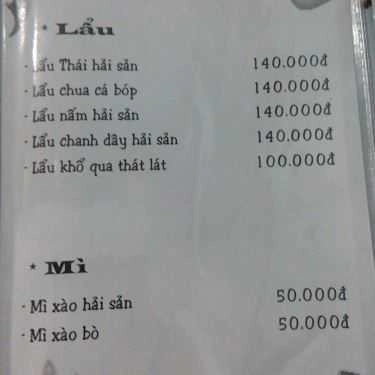 * Lẩu
- Lẩu Thái hải sản 140.000đ
- Lẩu chua cá bóp 140.000đ
- Lẩu nấm hải sản 140.000đ
- Lẩu chanh dây hải sản 140.000đ
- Lẩu khổ qua thát lát 100.000đ
* Mì
- Mì xào hải sản 50.000đ
- Mì xào bò 50.000đ